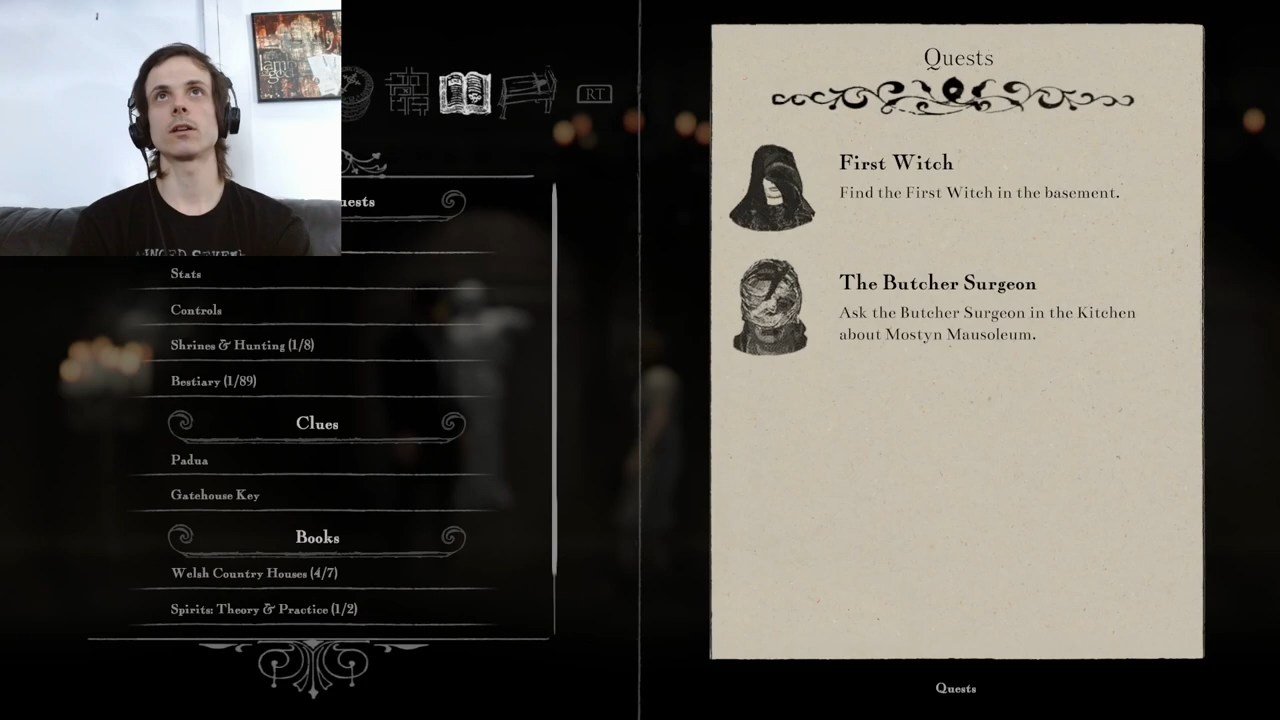 RT
uests
Stats
Controls
Shrines & Hunting (1/8)
Bestiary (1/89)
Clues
Padua
Gatehouse Key
Books
Welsh Country Houses (4/7)
Spirits: Theory & Practice (1/2)
Quests
First Witch
Find the First Witch in the basement.
The Butcher Surgeon
Ask the Butcher Surgeon in the Kitchen
about Mostyn Mausoleum.
Quests